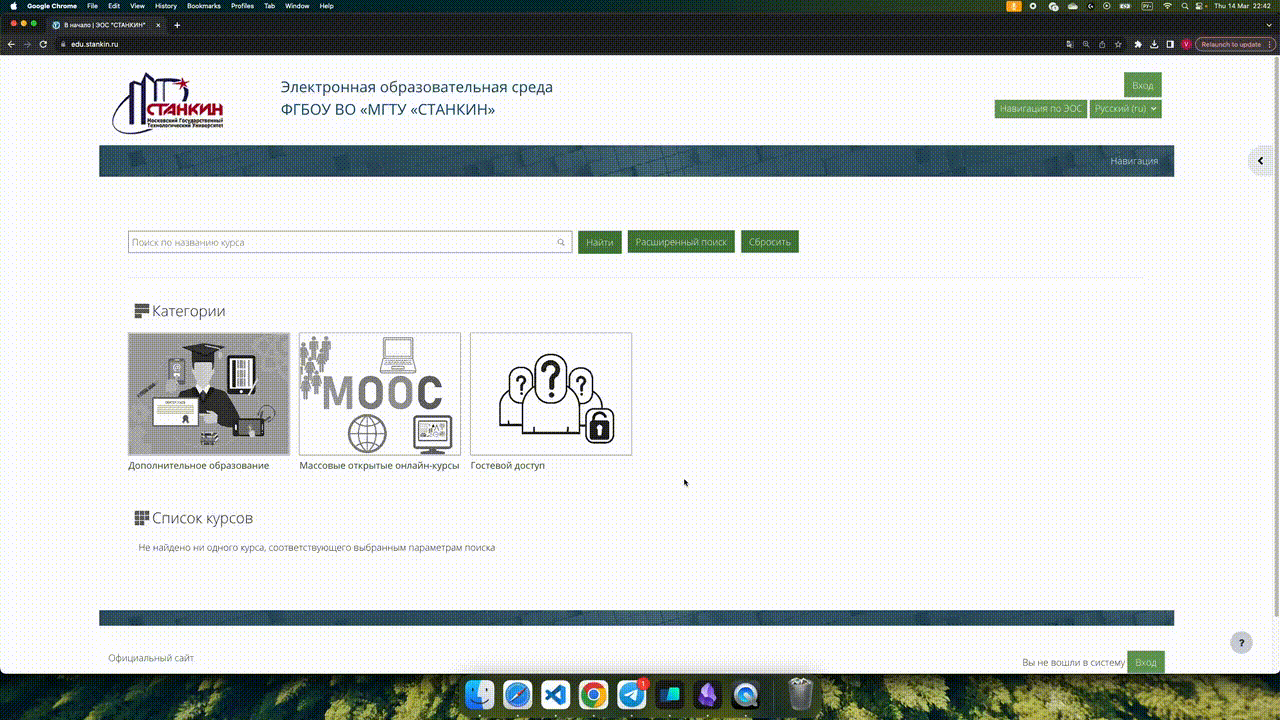 Google Chrome File Edit View History Bookmarks Profiles Tab Window Help
РУ Thu 14 Mar 22:42
В начало | ЭОС "СТАНКИН"
edu.stankin.ru
V
Relaunch to update
СТАНКИН
Московский Государственный
Технологический Университет
Электронная образовательная среда
ФГБОУ ВО «МГТУ «СТАНКИН»
Вход
Навигация по ЭОС
Русский (ru)
Навигация
Поиск по названию курса
Найти
Расширенный поиск
Сбросить
Категории
MOOC
? ? ?
Дополнительное образование
Массовые открытые онлайн-курсы
Гостевой доступ
Список курсов
Не найдено ни одного курса, соответствующего выбранным параметрам поиска
?
Официальный сайт
Вы не вошли в систему
Вход
1